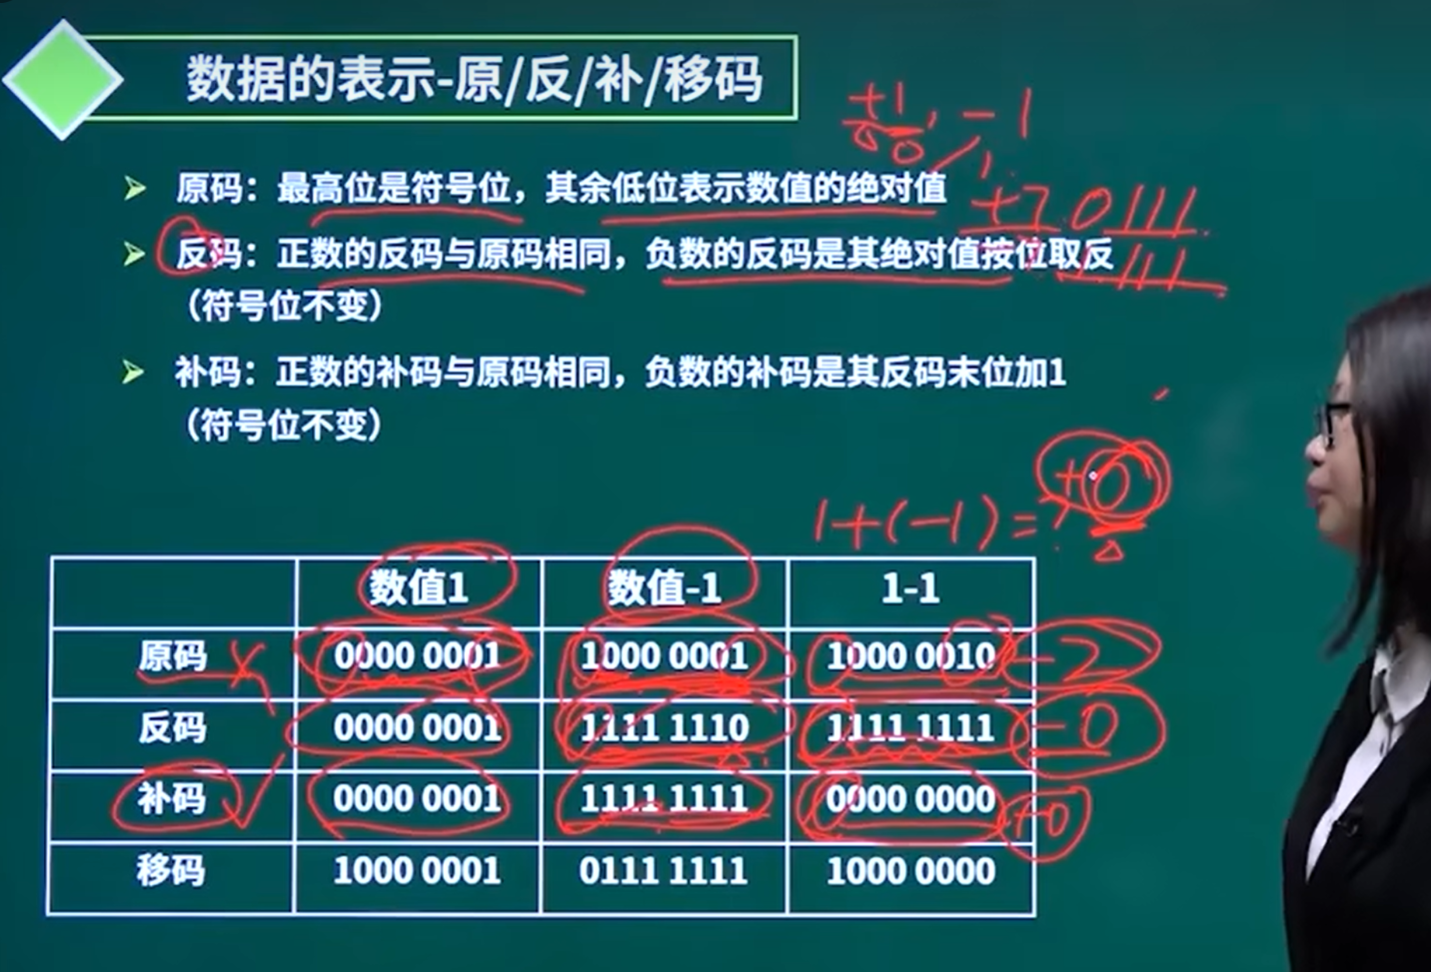 数据的表示-原/反/补/移码
+1, -1
原码：最高位是符号位，其余低位表示数值的绝对值
+7 0111
反码：正数的反码与原码相同，负数的反码是其绝对值按位取反
（符号位不变）
补码：正数的补码与原码相同，负数的补码是其反码末位加1
（符号位不变）
+0
1+(-1)=?
数值1 数值-1 1-1
原码 0000 0001 1000 0001 1000 0010 -2
反码 0000 0001 1111 1110 1111 1111 -0
补码 0000 0001 1111 1111 0000 0000 +0
移码 1000 0001 0111 1111 1000 0000